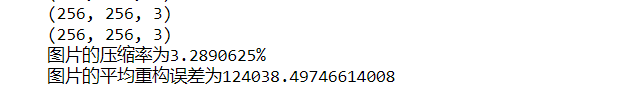 (256, 256, 3)
(256, 256, 3)
图片的压缩率为3.2890625%
图片的平均重构误差为124038.49746614008